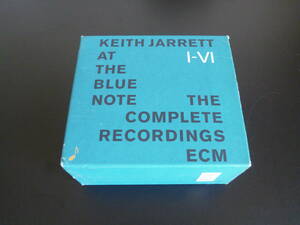 KEITH JARRETT
AT I-VI
THE
BLUE
NOTE THE
COMPLETE
RECORDINGS
ECM